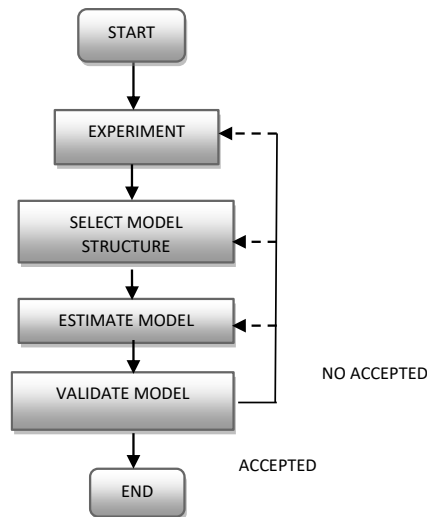 START
EXPERIMENT
SELECT MODEL
STRUCTURE
ESTIMATE MODEL
NO ACCEPTED
VALIDATE MODEL
ACCEPTED
END